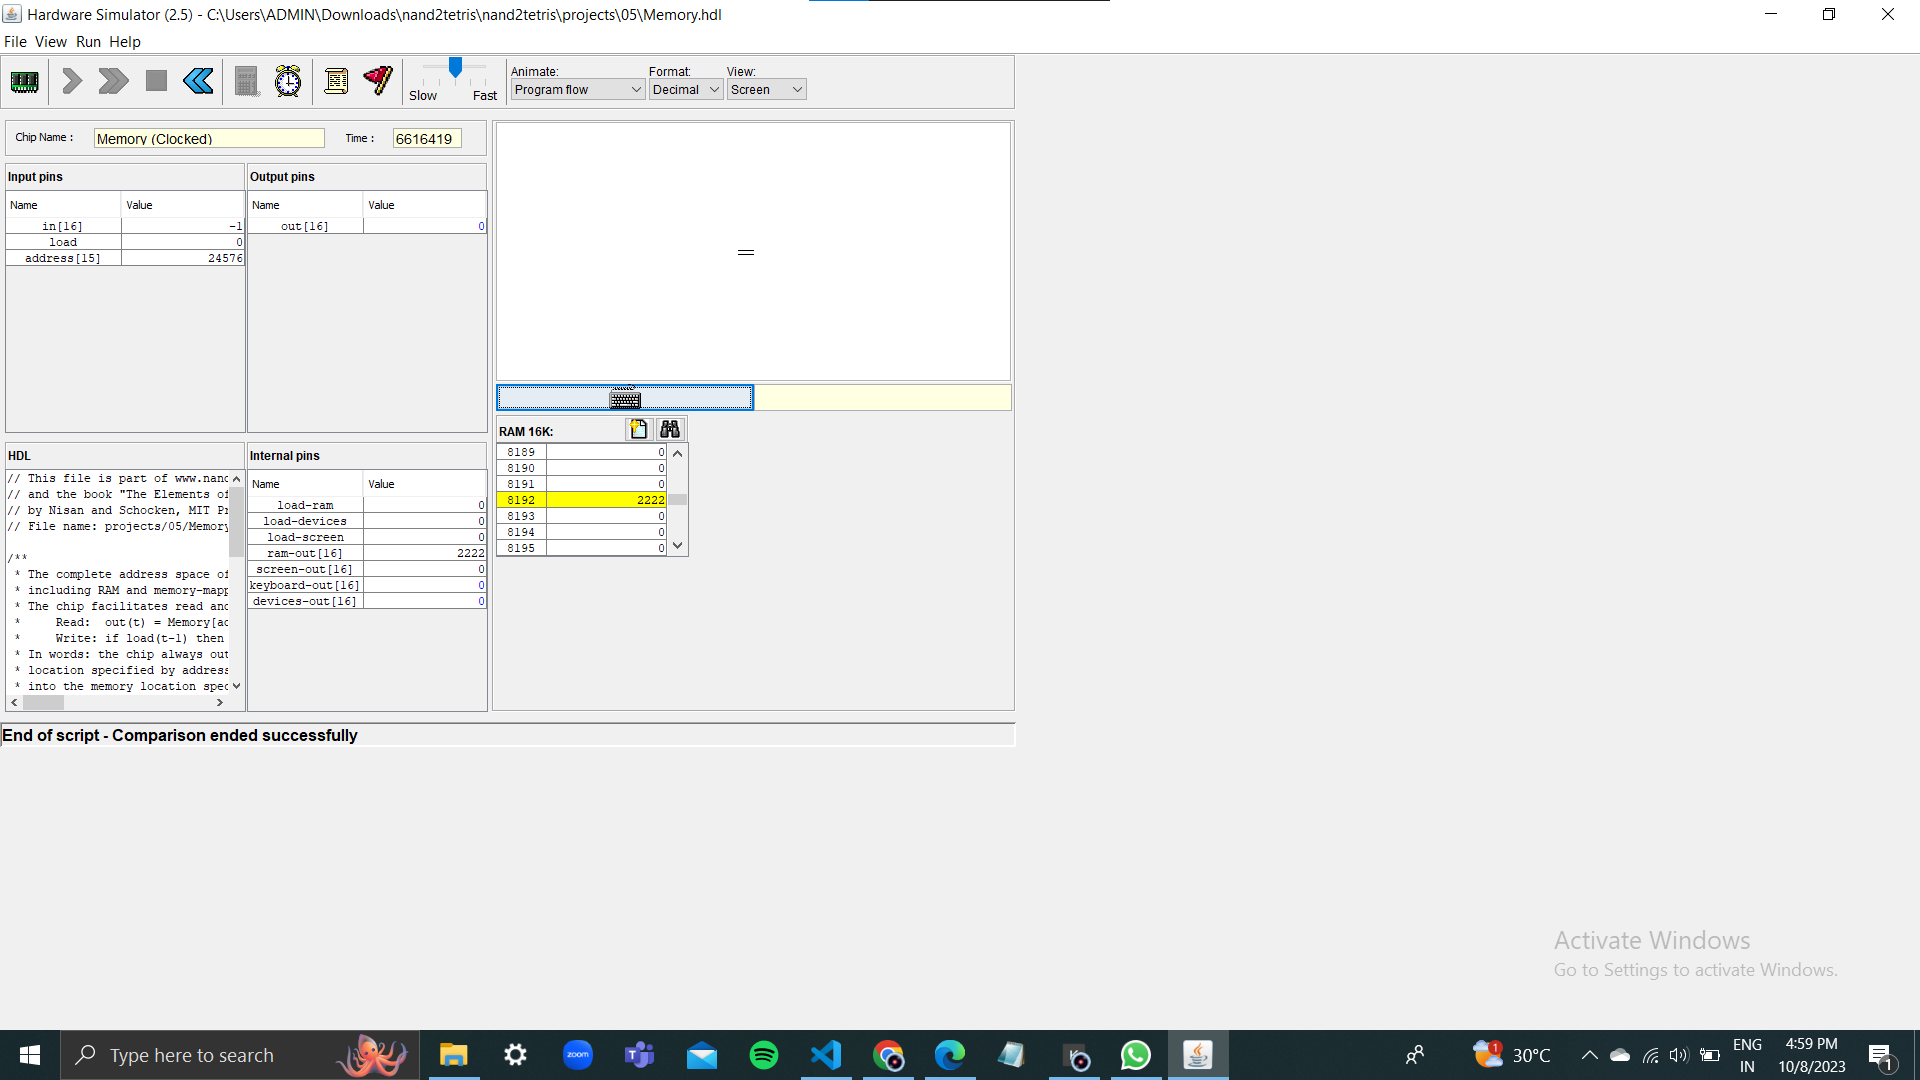 Hardware Simulator (2.5) - C:\Users\ADMIN\Downloads\nand2tetris\nand2tetris\projects\05\Memory.hdl
File View Run Help
Slow Fast
Animate: Format: View:
Program flow Decimal Screen
Chip Name : Memory (Clocked) Time : 6616419
Input pins
Name Value
in[16] -1
load 0
address[15] 24576
Output pins
Name Value
out[16] 0
HDL
// This file is part of www.nanc
// and the book "The Elements of
// by Nisan and Schocken, MIT Pr
// File name: projects/05/Memory
/**
* The complete address space of
* including RAM and memory-mapp
* The chip facilitates read and
* Read: out(t) = Memory[ac
* Write: if load(t-1) then
* In words: the chip always out
* location specified by address
* into the memory location spec
Internal pins
Name Value
load-ram 0
load-devices 0
load-screen 0
ram-out[16] 2222
screen-out[16] 0
keyboard-out[16] 0
devices-out[16] 0
RAM 16K:
8189 0
8190 0
8191 0
8192 2222
8193 0
8194 0
8195 0
End of script - Comparison ended successfully
Activate Windows
Go to Settings to activate Windows.
Type here to search
zoom
1
30°C
ENG
IN
4:59 PM
10/8/2023
1